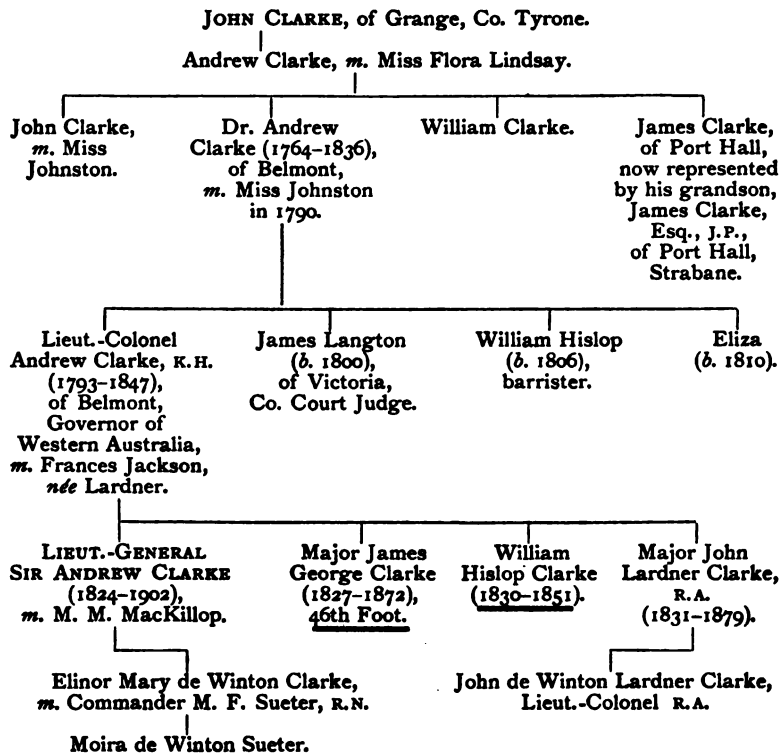 JOHN CLARKE, of Grange, Co. Tyrone.
Andrew Clarke, m. Miss Flora Lindsay.
John Clarke,
m. Miss
Johnston.
Dr. Andrew
Clarke (1764-1836),
of Belmont,
m. Miss Johnston
in 1790.
William Clarke.
James Clarke,
of Port Hall,
now represented
by his grandson,
James Clarke,
Esq., J.P.,
of Port Hall,
Strabane.
Lieut.-Colonel
Andrew Clarke, K.H.
(1793-1847),
of Belmont,
Governor of
Western Australia,
m. Frances Jackson,
née Lardner.
James Langton
(b. 1800),
of Victoria,
Co. Court Judge.
William Hislop
(b. 1806),
barrister.
Eliza
(b. 1810).
LIEUT.-GENERAL
SIR ANDREW CLARKE
(1824-1902),
m. M. M. MacKillop.
Major James
George Clarke
(1827-1872),
46th Foot.
William
Hislop Clarke
(1830-1851).
Major John
Lardner Clarke,
R.A.
(1831-1879).
Elinor Mary de Winton Clarke,
m. Commander M. F. Sueter, R.N.
John de Winton Lardner Clarke,
Lieut.-Colonel R.A.
Moira de Winton Sueter.